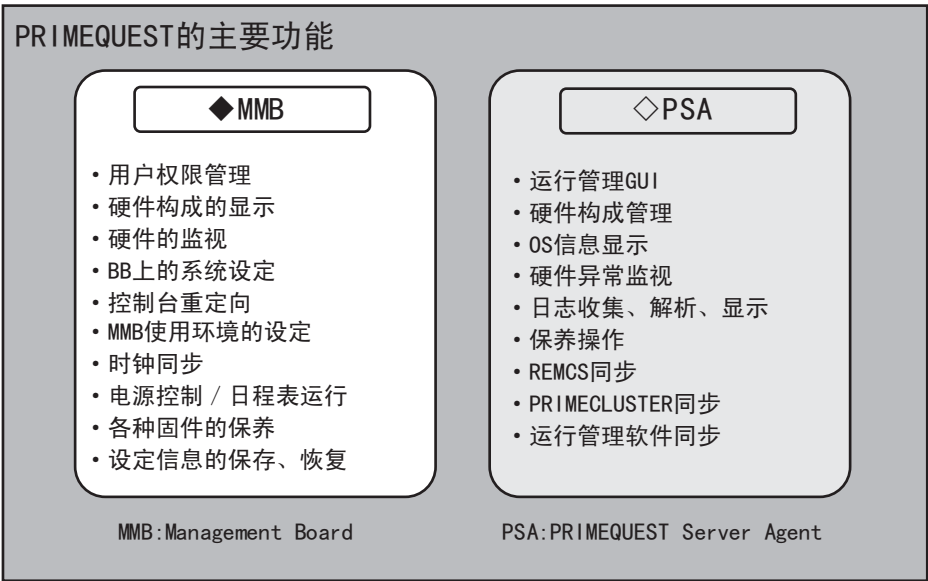 PRIMEQUEST的主要功能
◆MMB
・用户权限管理
・硬件构成的显示
・硬件的监视
・BB上的系统设定
・控制台重定向
・MMB使用环境的设定
・时钟同步
・电源控制／日程表运行
・各种固件的保养
・设定信息的保存、恢复
MMB:Management Board
◇PSA
・运行管理GUI
・硬件构成管理
・OS信息显示
・硬件异常监视
・日志收集、解析、显示
・保养操作
・REMCS同步
・PRIMECLUSTER同步
・运行管理软件同步
PSA:PRIMEQUEST Server Agent